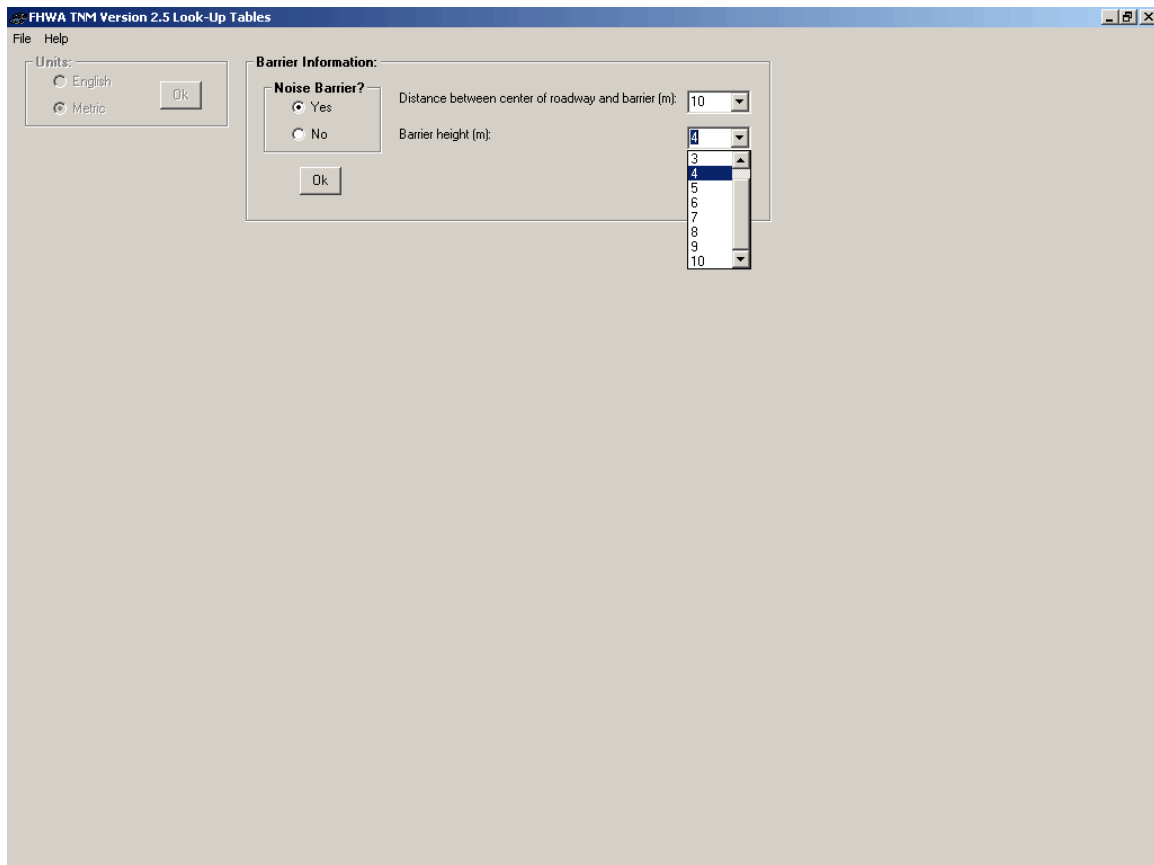 FHWA TNM Version 2.5 Look-Up Tables
File Help
Units:
English
Metric
Ok
Barrier Information:
Noise Barrier?
Yes
No
Ok
Distance between center of roadway and barrier (m): 10
Barrier height (m): 4
3
4
5
6
7
8
9
10